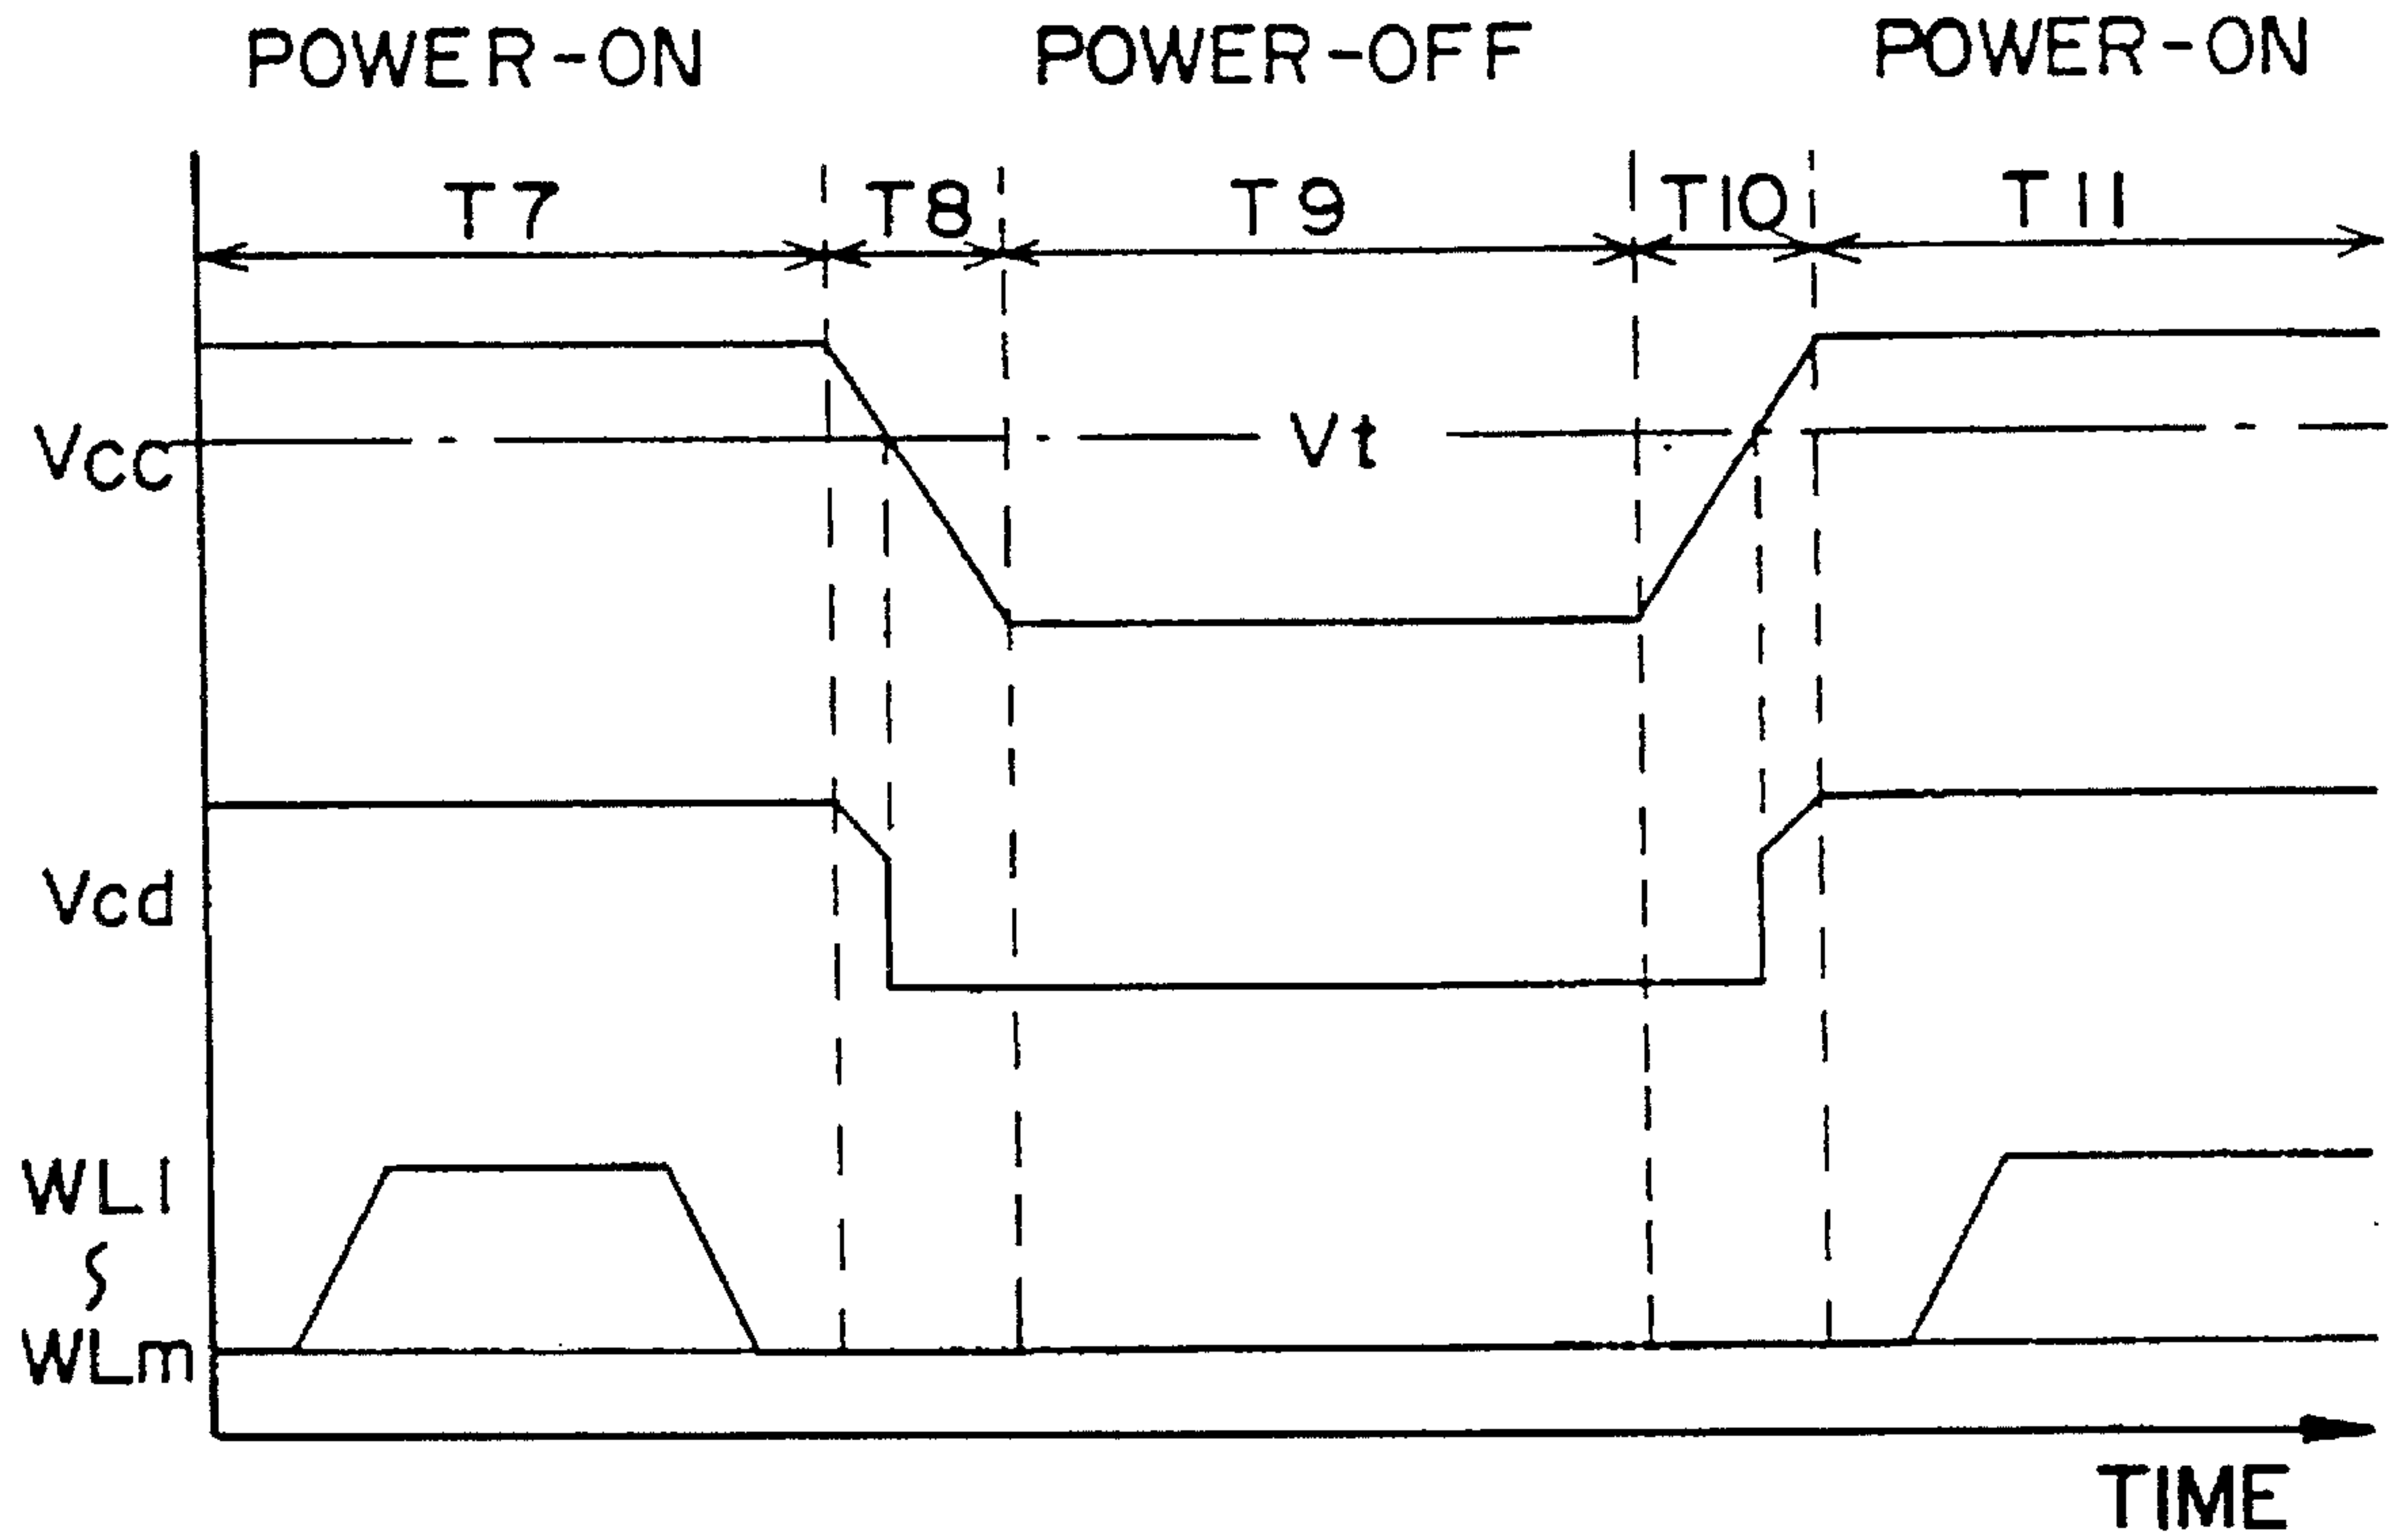 POWER-ON POWER-OFF POWER-ON
T7 T8 T9 T10 T11
Vcc Vt
Vcd
WL1
WLm
TIME